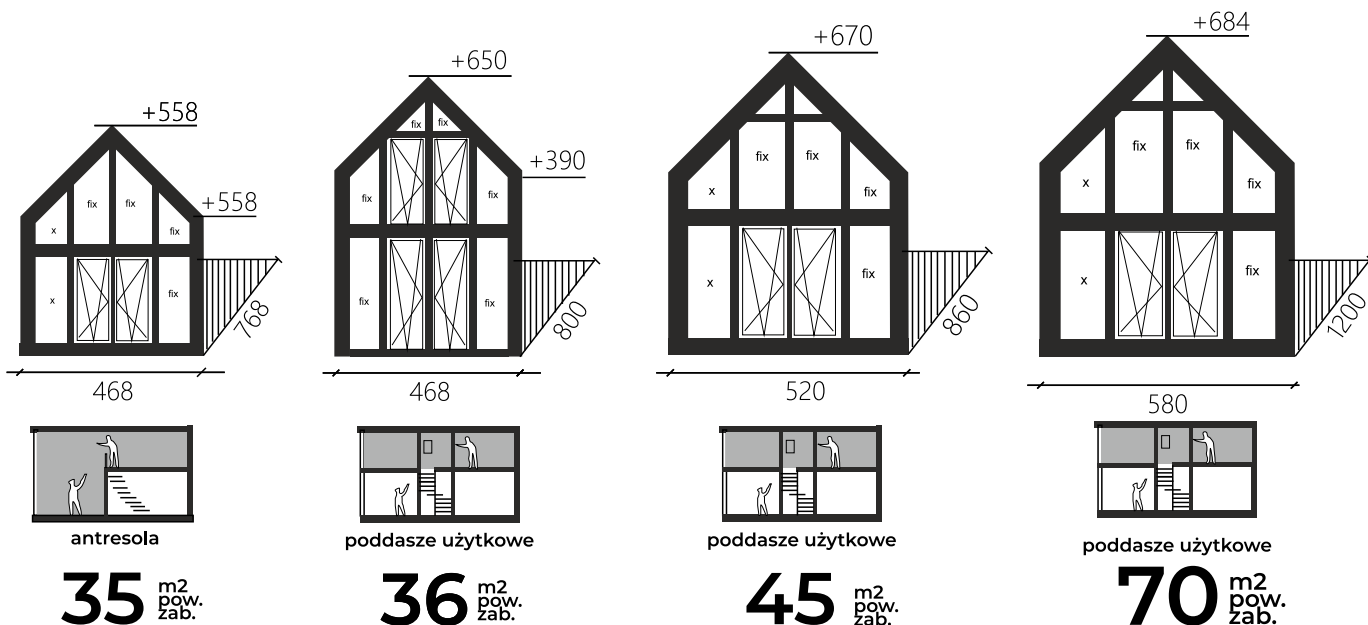 +558
+558
fix
fix
x
fix
x
fix
768
468
antresola
35 m2 pow. zab.
+650
+390
fix
fix
fix
fix
fix
fix
800
468
poddasze użytkowe
36 m2 pow. zab.
+670
fix
fix
x
fix
x
fix
860
520
poddasze użytkowe
45 m2 pow. zab.
+684
fix
fix
x
fix
x
fix
1200
580
poddasze użytkowe
70 m2 pow. zab.